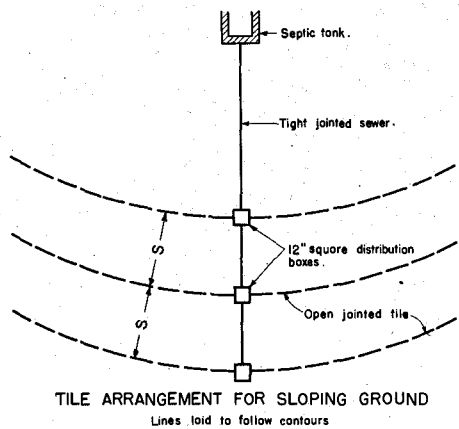 Septic tank.
Tight jointed sewer.
S
12" square distribution
boxes.
S
Open jointed tile
TILE ARRANGEMENT FOR SLOPING GROUND
Lines laid to follow contours